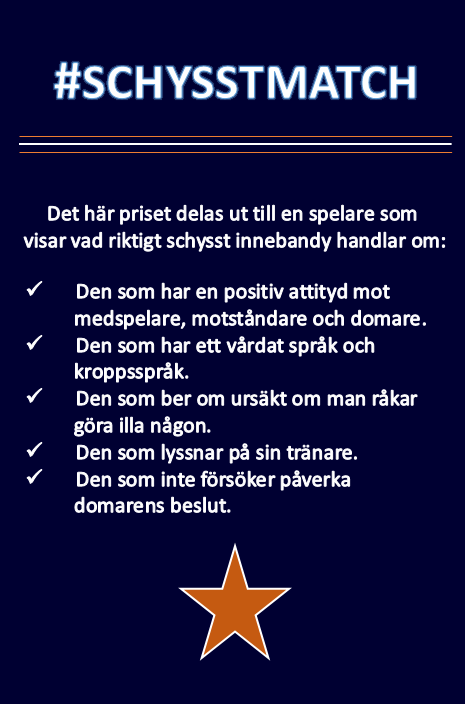 #SCHYSSTMATCH
Det här priset delas ut till en spelare som
visar vad riktigt schysst innebandy handlar om:
✓ Den som har en positiv attityd mot
medspelare, motståndare och domare.
✓ Den som har ett vårdat språk och
kroppsspråk.
✓ Den som ber om ursäkt om man råkar
göra illa någon.
✓ Den som lyssnar på sin tränare.
✓ Den som inte försöker påverka
domarens beslut.